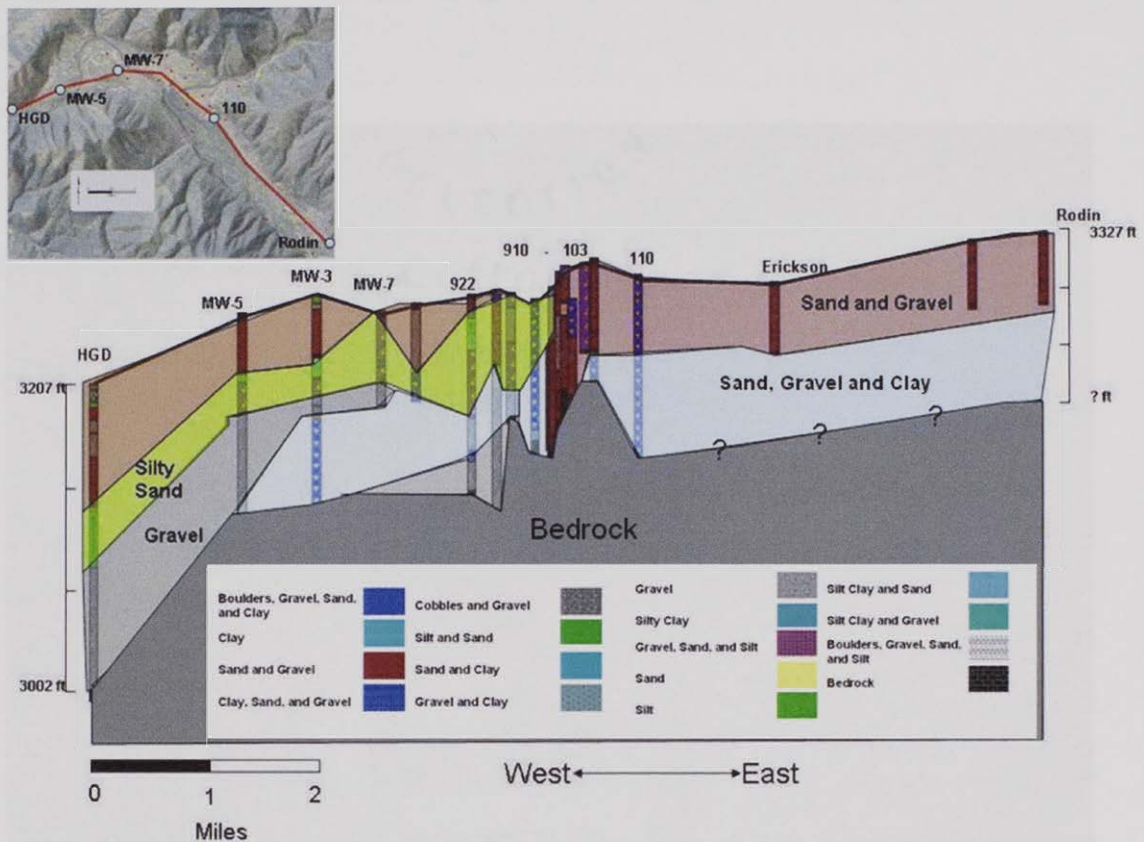 MW-7
MW-5
HGD
110
Rodin
Rodin
3327 ft
910
103
110
922
MW-7
MW-3
MW-5
Erickson
Sand and Gravel
HGD
3207 ft
Sand, Gravel and Clay
? ft
? ? ?
Silty
Sand
Gravel
Bedrock
Boulders, Gravel, Sand,
and Clay
Clay
Sand and Gravel
Clay, Sand, and Gravel
Cobbles and Gravel
Silt and Sand
Sand and Clay
Gravel and Clay
Gravel
Silty Clay
Gravel, Sand, and Silt
Sand
Silt
Silt Clay and Sand
Silt Clay and Gravel
Boulders, Gravel, Sand,
and Silt
Bedrock
3002 ft
West East
0 1 2
Miles